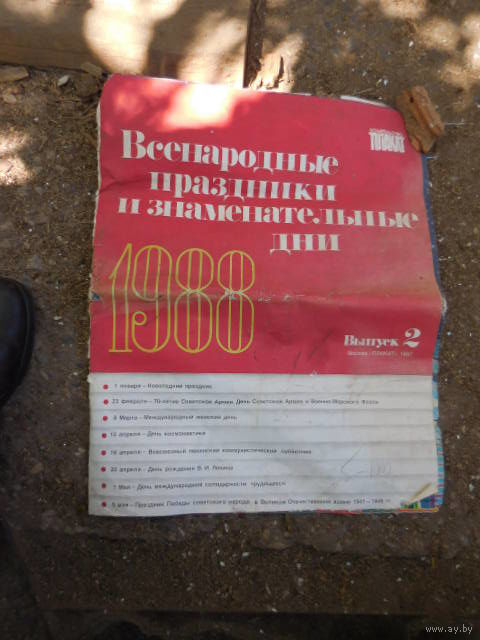 ПЛАКАТ
Всенародные
праздники
и знаменательные
дни
1988
Выпуск 2
Москва «ПЛАКАТ» 1987
1 января – Новогодний праздник
23 февраля – 70-летие Советской Армии. День Советской Армии и Военно-Морского Флота
8 Марта – Международный женский день
12 апреля – День космонавтики
16 апреля – Всесоюзный ленинский коммунистический субботник
22 апреля – День рождения В. И. Ленина
1 Мая – День международной солидарности трудящихся
9 мая – Праздник Победы советского народа в Великой Отечественной войне 1941–1945 гг.
www.ay.by